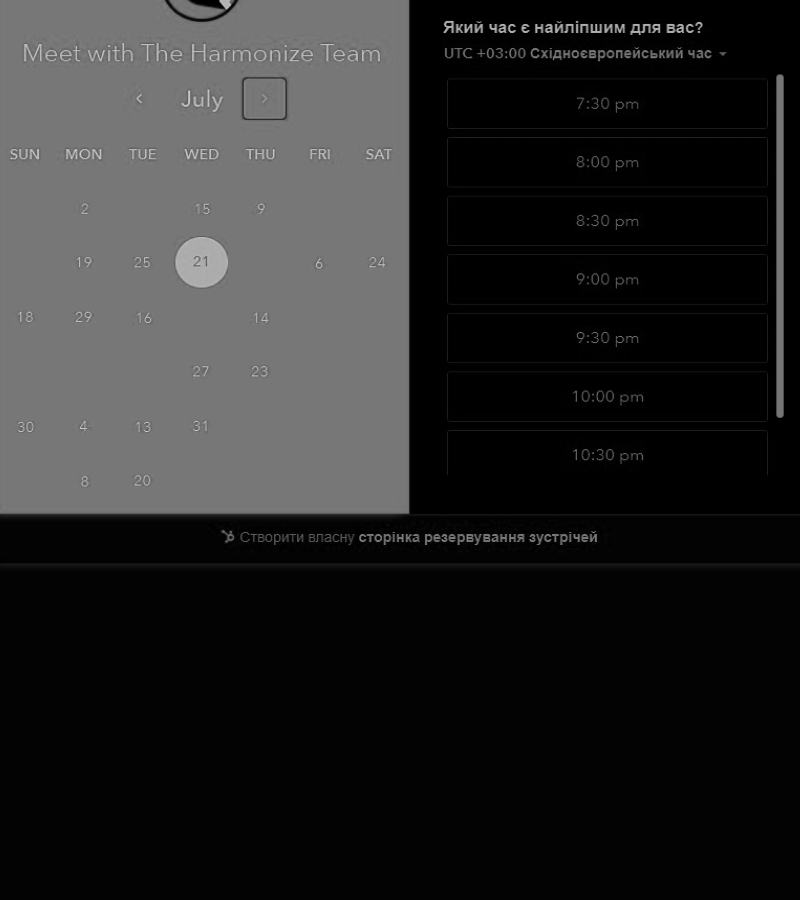 Meet with The Harmonize Team
July
SUN MON TUE WED THU FRI SAT
2 15 9
19 25 21 6 24
18 29 16 14
27 23
30 4 13 31
8 20
Який час є найліпшим для вас?
UTC +03:00 Східноєвропейський час
7:30 pm
8:00 pm
8:30 pm
9:00 pm
9:30 pm
10:00 pm
10:30 pm
Створити власну сторінка резервування зустрічей